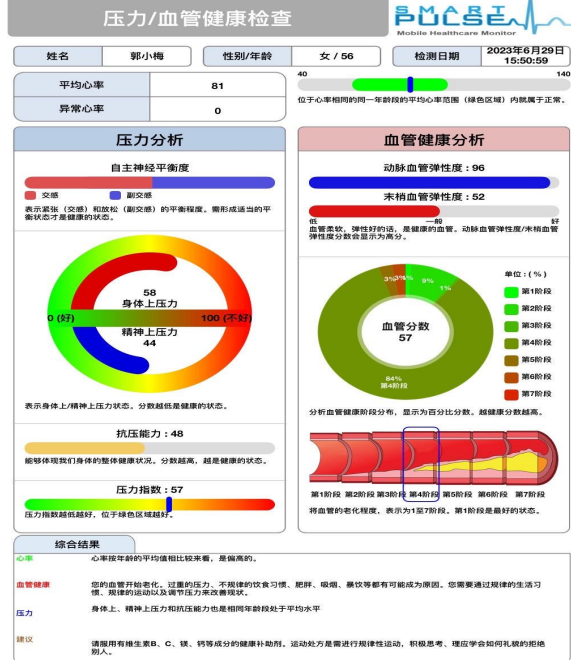 压力/血管健康检查
SMART
PULSE
Mobile Healthcare Monitor
姓名 郭小梅 性别/年龄 女 / 56 检测日期 2023年6月29日
15:50:59
平均心率 81
异常心率 0
40 140
位于心率相同的同一年龄段的平均心率范围（绿色区域）内就属于正常。
压力分析
自主神经平衡度
交感 副交感
表示紧张（交感）和放松（副交感）的平衡程度。需形成适当的平
衡状态才是健康的状态。
58
身体上压力
0 (好) 100 (不好)
精神上压力
44
表示身体上/精神上压力状态。分数越低是健康的状态。
抗压能力 : 48
能够体现我们身体的整体健康状况。分数越高，越是健康的状态。
压力指数 : 57
压力指数越低越好，位于绿色区域越好。
血管健康分析
动脉血管弹性度 : 96
末梢血管弹性度 : 52
低 一般 好
血管柔软，弹性好的话，是健康的血管。动脉血管弹性度/末梢血管
弹性度分数会显示为高分。
单位 : ( % )
3% 3% 9%
1%
血管分数
57
84%
第4阶段
第1阶段
第2阶段
第3阶段
第4阶段
第5阶段
第6阶段
第7阶段
分析血管健康阶段分布，显示为百分比分数。越健康分数越高。
第1阶段 第2阶段 第3阶段 第4阶段 第5阶段 第6阶段 第7阶段
将血管的老化程度，表示为1至7阶段。第1阶段是最好的状态。
综合结果
心率 心率按年龄的平均值相比较来看，是偏高的。
血管健康 您的血管开始老化。过重的压力、不规律的饮食习惯、肥胖、吸烟、暴饮等都有可能成为原因。您需要通过规律的生活习
惯、规律的运动以及调节压力来改善现状。
压力 身体上、精神上压力和抗压能力也是相同年龄段处于平均水平
建议 请服用有维生素B、C、镁、钙等成分的健康补助剂。运动处方是需进行规律性运动，积极思考、理应学会如何礼貌的拒绝
别人。